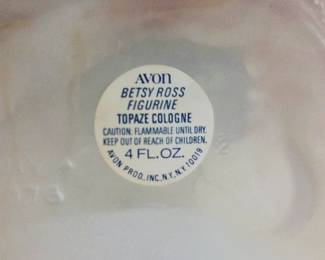 AVON
BETSY ROSS
FIGURINE
TOPAZE COLOGNE
CAUTION: FLAMMABLE UNTIL DRY.
KEEP OUT OF REACH OF CHILDREN.
4 FL.OZ.
AVON PROD., INC., N.Y., N.Y. 10019